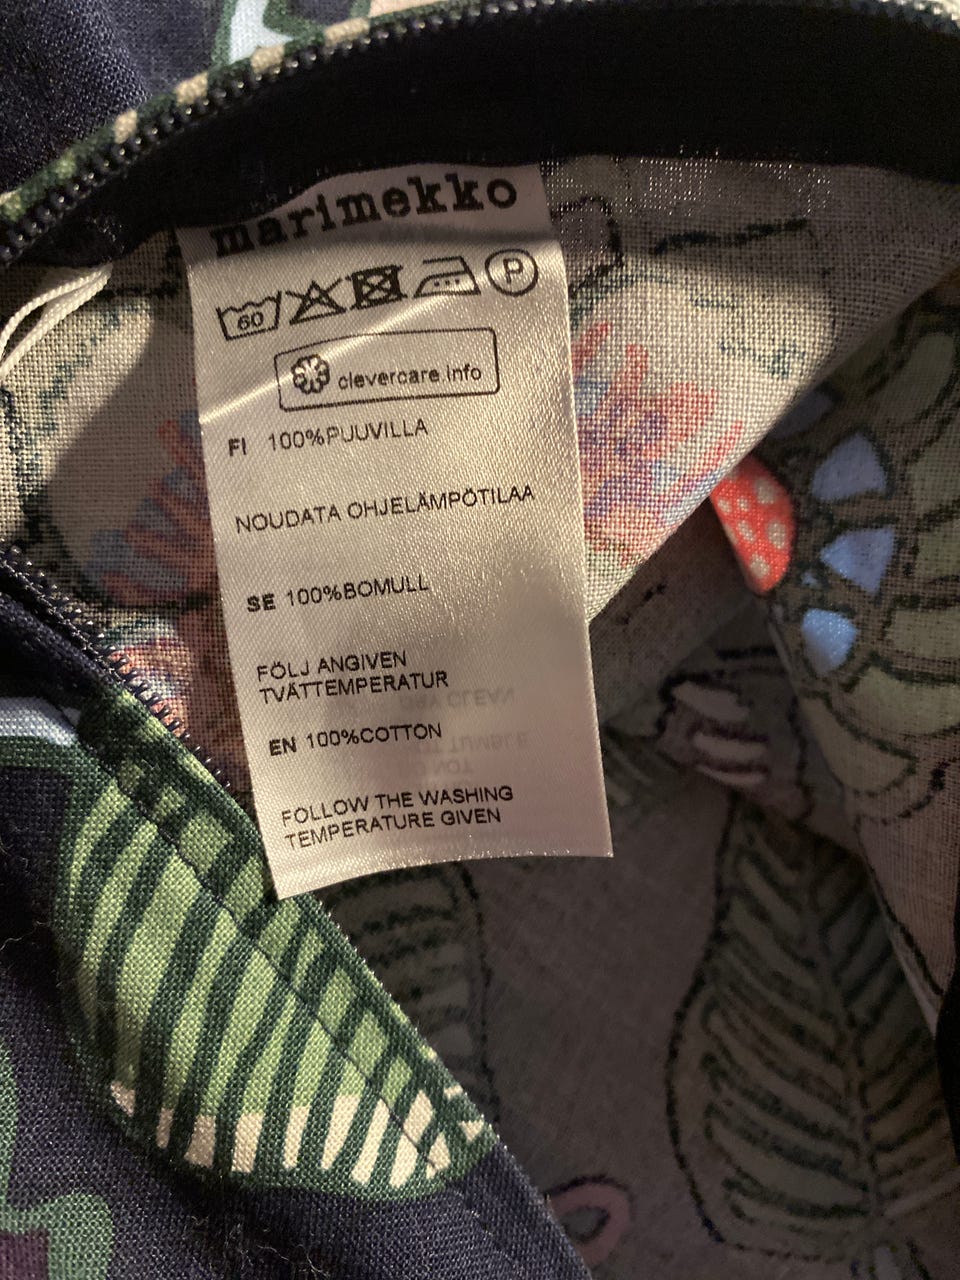 marimekko
60 P
clevercare.info
FI 100%PUUVILLA
NOUDATA OHJELÄMPÖTILAA
SE 100%BOMULL
FÖLJ ANGIVEN
TVÄTTEMPERATUR
EN 100%COTTON
FOLLOW THE WASHING
TEMPERATURE GIVEN